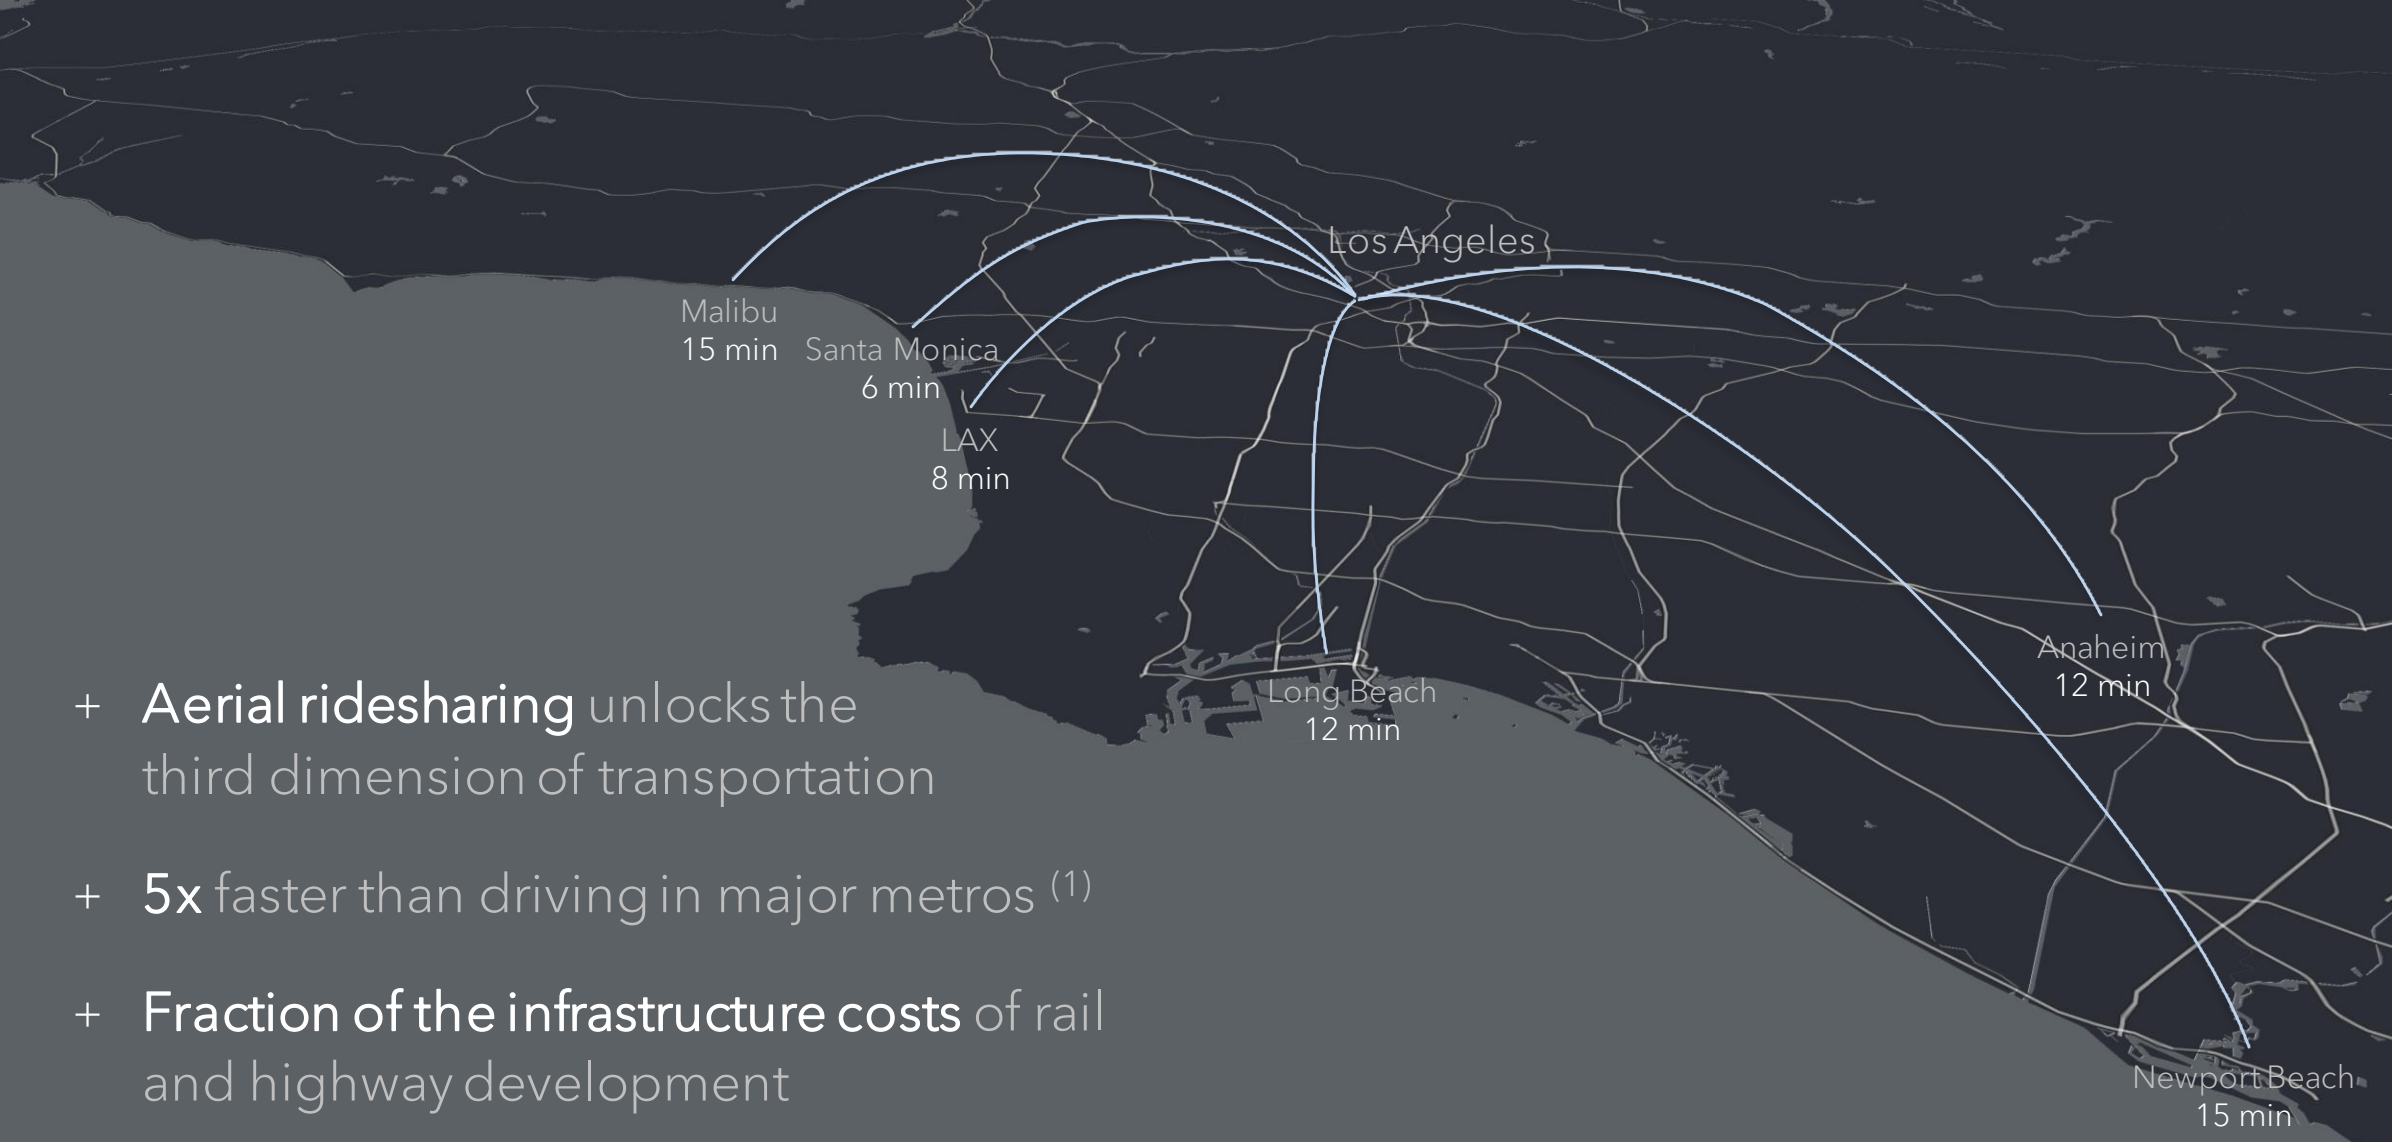 Los Angeles
Malibu
15 min
Santa Monica
6 min
LAX
8 min
Anaheim
12 min
Long Beach
12 min
Newport Beach
15 min
+ Aerial ridesharing unlocks the
third dimension of transportation
+ 5x faster than driving in major metros (1)
+ Fraction of the infrastructure costs of rail
and highway development